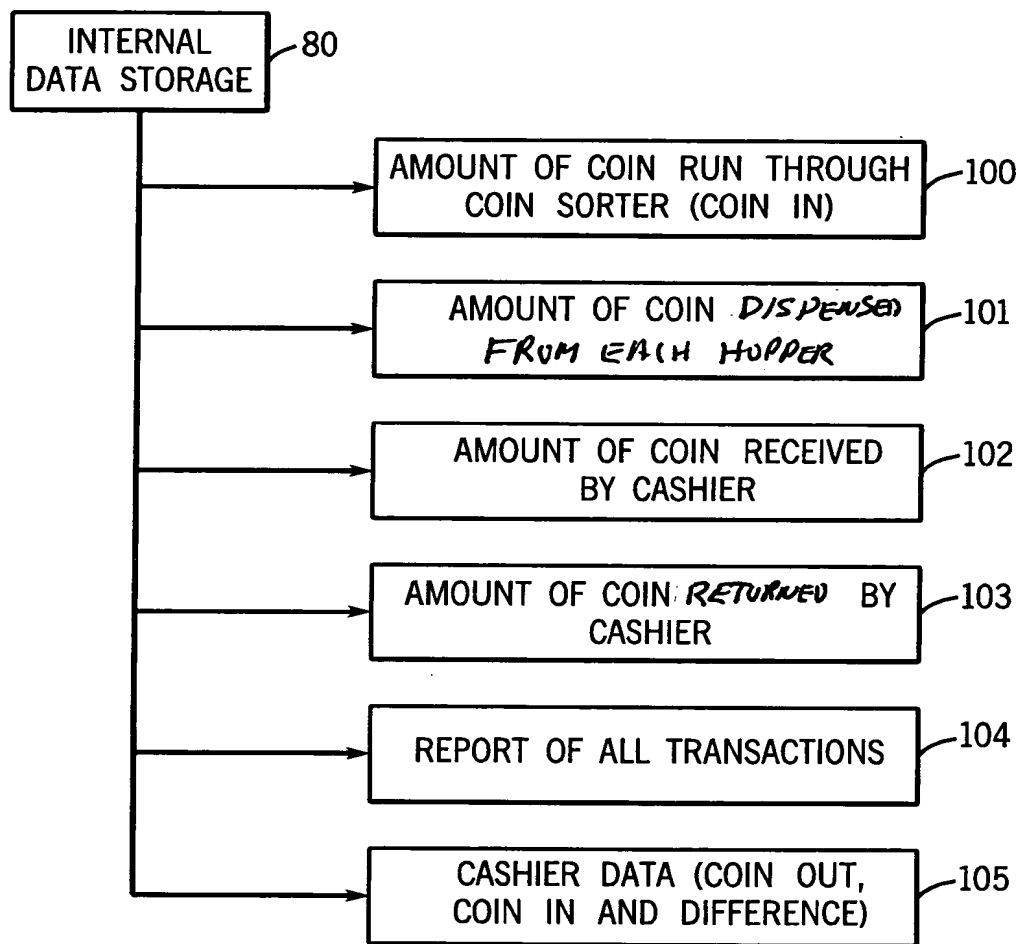 INTERNAL
DATA STORAGE
80
AMOUNT OF COIN RUN THROUGH
COIN SORTER (COIN IN)
100
AMOUNT OF COIN DISPENSED
FROM EACH HOPPER
101
AMOUNT OF COIN RECEIVED
BY CASHIER
102
AMOUNT OF COIN RETURNED BY
CASHIER
103
REPORT OF ALL TRANSACTIONS
104
CASHIER DATA (COIN OUT,
COIN IN AND DIFFERENCE)
105